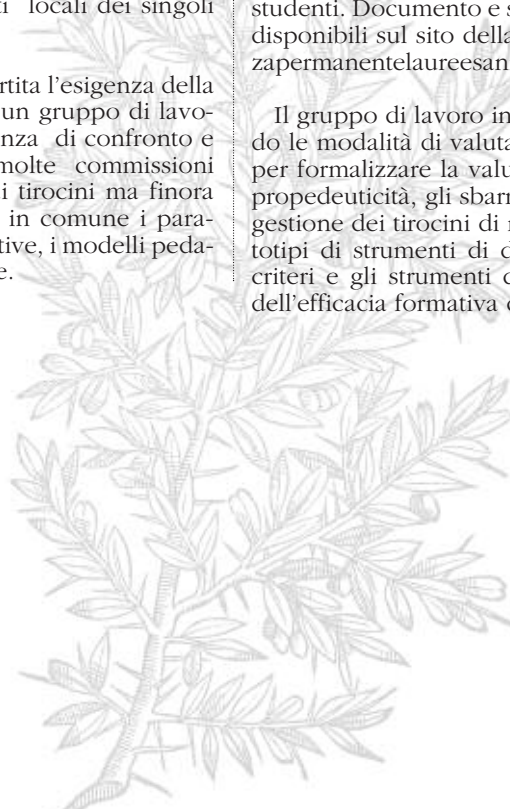 ti locali dei singoli
rtita l'esigenza della
un gruppo di lavo-
nza di confronto e
molte commissioni
i tirocini ma finora
in comune i para-
tive, i modelli peda-
e.
studenti. Documento e s
disponibili sul sito della
zapermanentelaureesan
Il gruppo di lavoro in
do le modalità di valuta
per formalizzare la valu
propedeuticità, gli sbarr
gestione dei tirocini di r
totipi di strumenti di d
criteri e gli strumenti d
dell'efficacia formativa